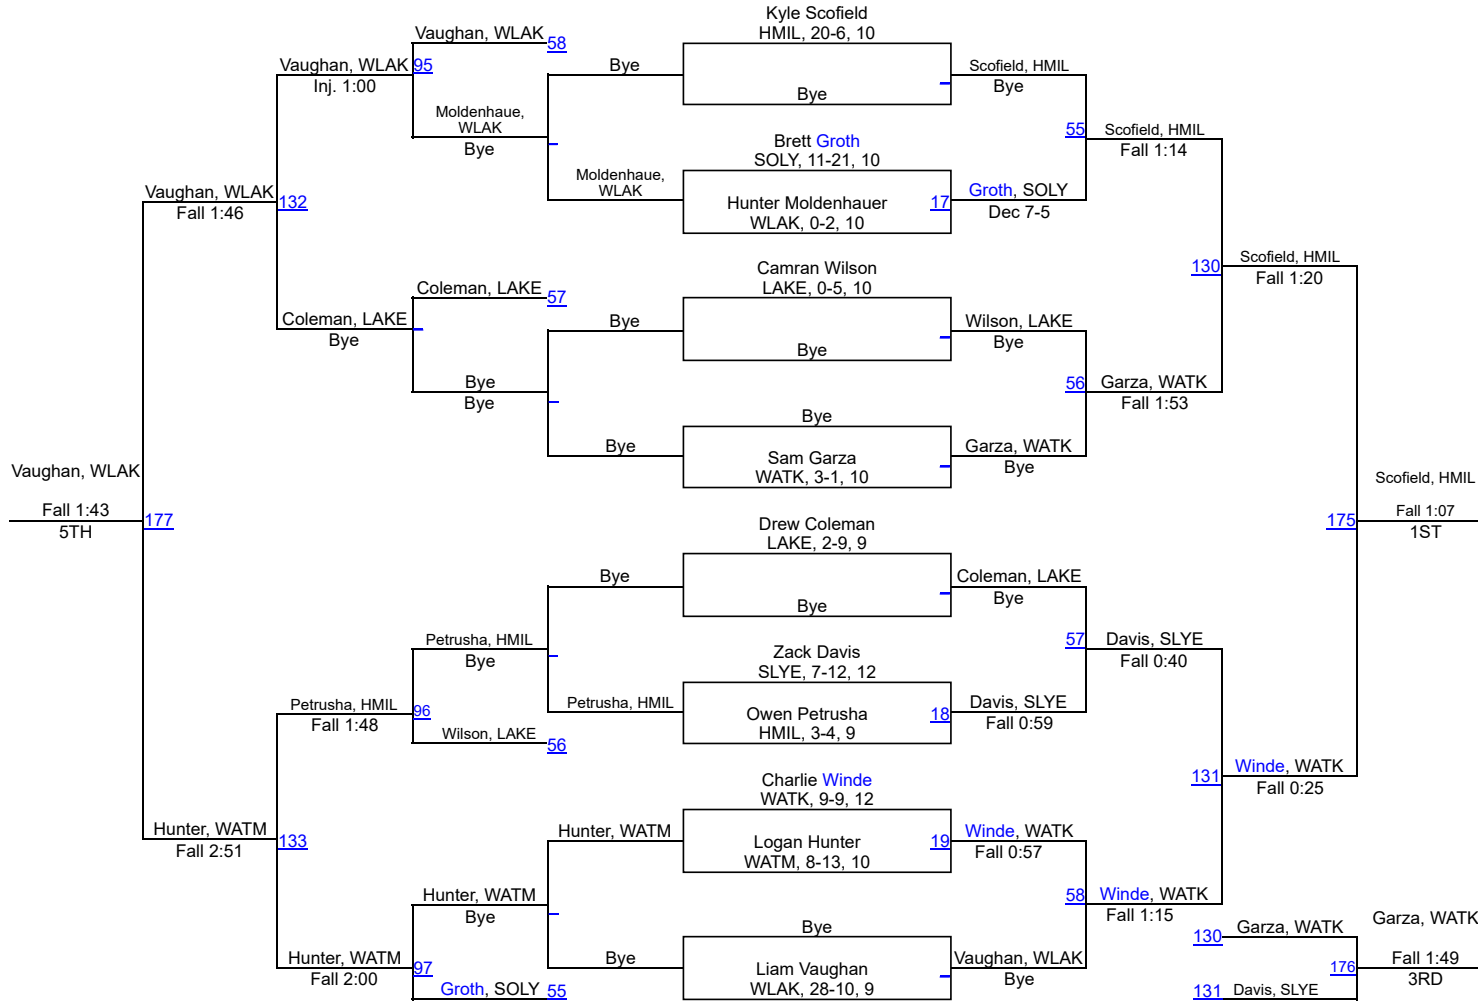 Kyle Scofield
HMIL, 20-6, 10
Vaughan, WLAK
58
Vaughan, WLAK
95
Bye
Scofield, HMIL
Inj. 1:00
Bye
Bye
Moldenhaue,
WLAK
Bye
Brett Groth
SOLY, 11-21, 10
55
Scofield, HMIL
Fall 1:14
Moldenhaue,
WLAK
Vaughan, WLAK
Fall 1:46
132
Hunter Moldenhauer
WLAK, 0-2, 10
17
Groth, SOLY
Dec 7-5
Camran Wilson
LAKE, 0-5, 10
130
Scofield, HMIL
Fall 1:20
Coleman, LAKE
57
Coleman, LAKE
Bye
Bye
Bye
Wilson, LAKE
Bye
Bye
Bye
56
Garza, WATK
Fall 1:53
Bye
Bye
Sam Garza
WATK, 3-1, 10
Garza, WATK
Bye
Vaughan, WLAK
Fall 1:43
5TH
177
Scofield, HMIL
Fall 1:07
1ST
175
Drew Coleman
LAKE, 2-9, 9
Bye
Bye
Coleman, LAKE
Bye
Petrusha, HMIL
Bye
Zack Davis
SLYE, 7-12, 12
57
Davis, SLYE
Fall 0:40
Petrusha, HMIL
Fall 1:48
96
Petrusha, HMIL
Owen Petrusha
HMIL, 3-4, 9
18
Davis, SLYE
Fall 0:59
Wilson, LAKE
56
Charlie Winde
WATK, 9-9, 12
131
Winde, WATK
Fall 0:25
Hunter, WATM
Fall 2:51
133
Hunter, WATM
Logan Hunter
WATM, 8-13, 10
19
Winde, WATK
Fall 0:57
Hunter, WATM
Bye
58
Winde, WATK
Fall 1:15
Bye
130
Garza, WATK
Garza, WATK
Hunter, WATM
Fall 2:00
97
Bye
Liam Vaughan
WLAK, 28-10, 9
Vaughan, WLAK
Bye
176
Fall 1:49
3RD
Groth, SOLY
55
131
Davis, SLYE